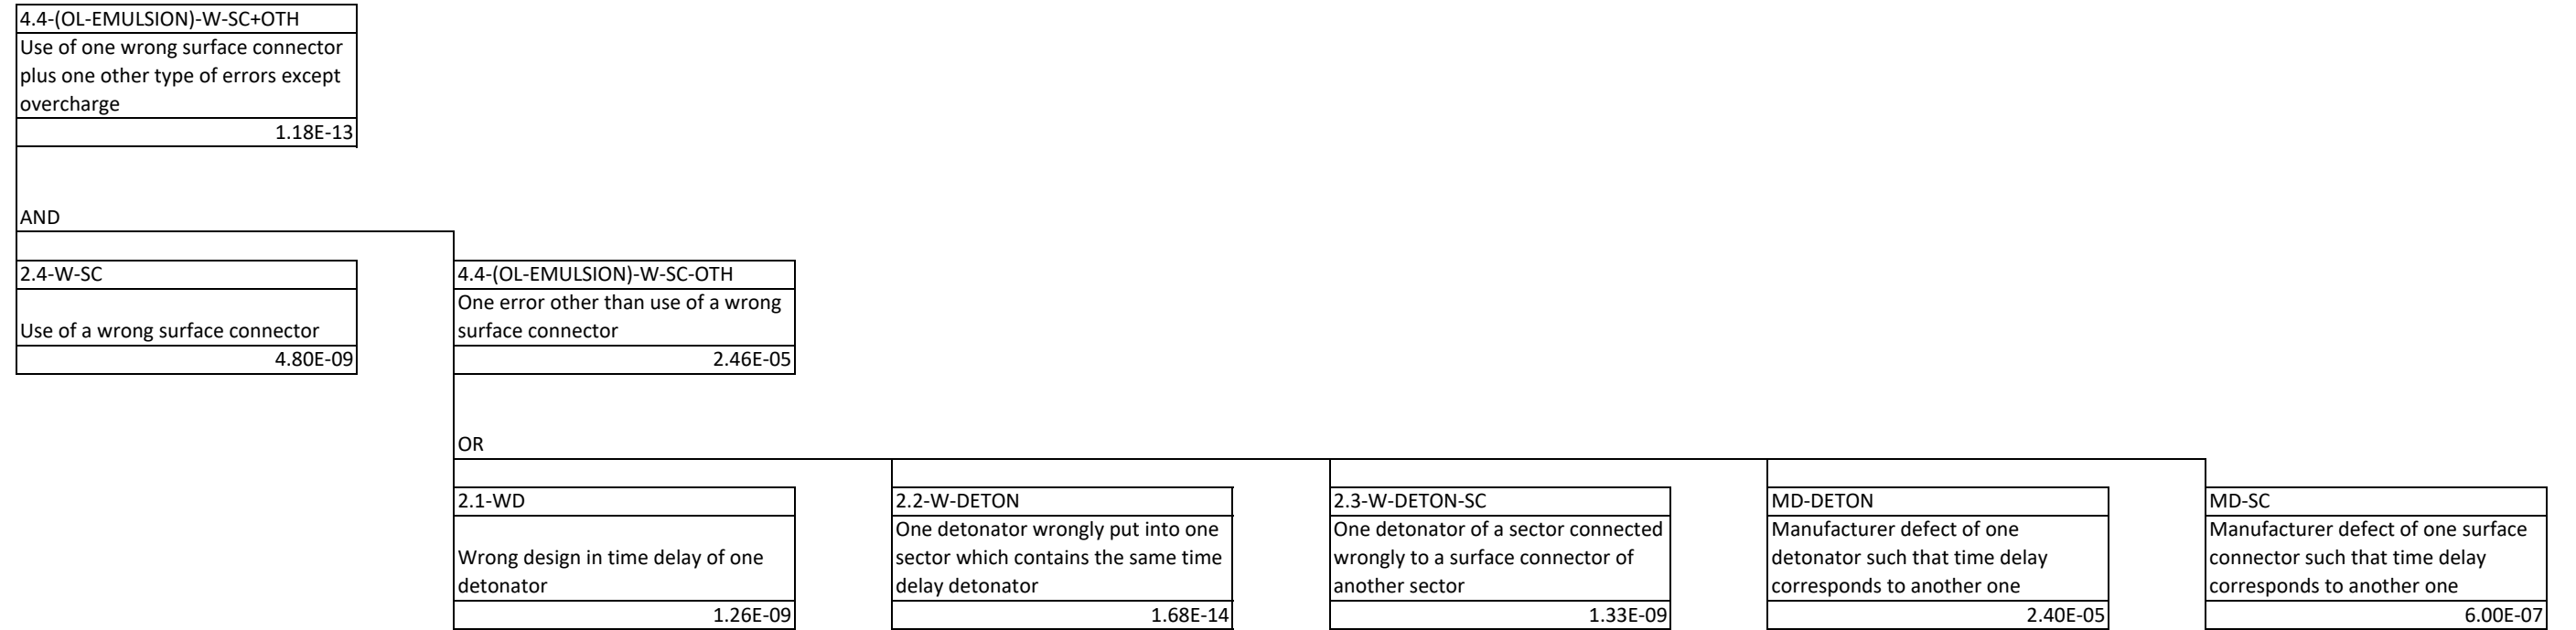 4.4-(OL-EMULSION)-W-SC+OTH
Use of one wrong surface connector
plus one other type of errors except
overcharge
1.18E-13
AND
2.4-W-SC
Use of a wrong surface connector
4.80E-09
4.4-(OL-EMULSION)-W-SC-OTH
One error other than use of a wrong
surface connector
2.46E-05
OR
2.1-WD
Wrong design in time delay of one
detonator
1.26E-09
2.2-W-DETON
One detonator wrongly put into one
sector which contains the same time
delay detonator
1.68E-14
2.3-W-DETON-SC
One detonator of a sector connected
wrongly to a surface connector of
another sector
1.33E-09
MD-DETON
Manufacturer defect of one
detonator such that time delay
corresponds to another one
2.40E-05
MD-SC
Manufacturer defect of one surface
connector such that time delay
corresponds to another one
6.00E-07